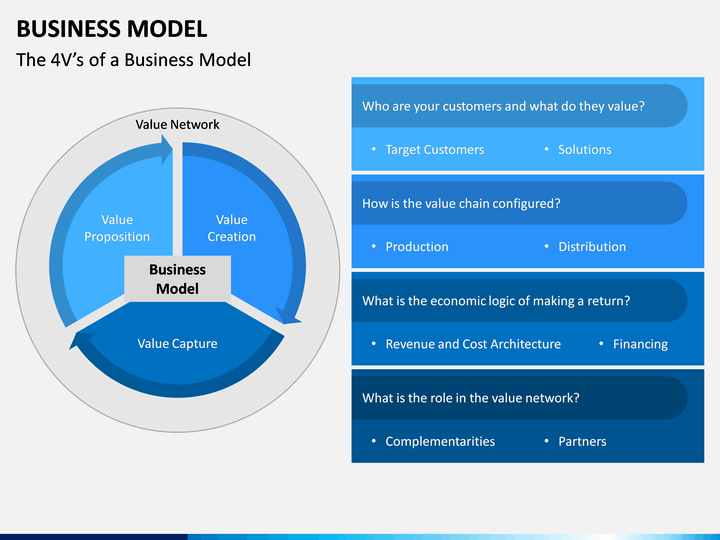 BUSINESS MODEL
The 4V’s of a Business Model
Value Network
Value
Proposition
Value
Creation
Business
Model
Value Capture
Who are your customers and what do they value?
• Target Customers • Solutions
How is the value chain configured?
• Production • Distribution
What is the economic logic of making a return?
• Revenue and Cost Architecture • Financing
What is the role in the value network?
• Complementarities • Partners